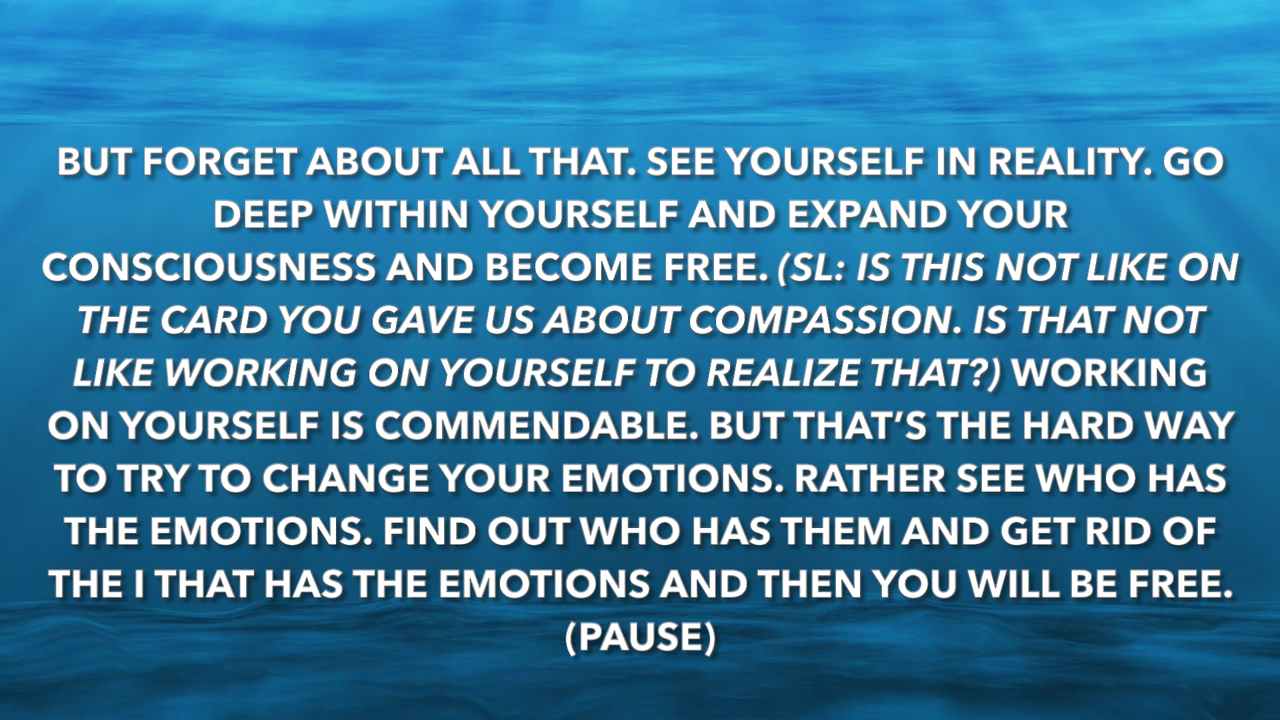 BUT FORGET ABOUT ALL THAT. SEE YOURSELF IN REALITY. GO
DEEP WITHIN YOURSELF AND EXPAND YOUR
CONSCIOUSNESS AND BECOME FREE. (SL: IS THIS NOT LIKE ON
THE CARD YOU GAVE US ABOUT COMPASSION. IS THAT NOT
LIKE WORKING ON YOURSELF TO REALIZE THAT?) WORKING
ON YOURSELF IS COMMENDABLE. BUT THAT’S THE HARD WAY
TO TRY TO CHANGE YOUR EMOTIONS. RATHER SEE WHO HAS
THE EMOTIONS. FIND OUT WHO HAS THEM AND GET RID OF
THE I THAT HAS THE EMOTIONS AND THEN YOU WILL BE FREE.
(PAUSE)